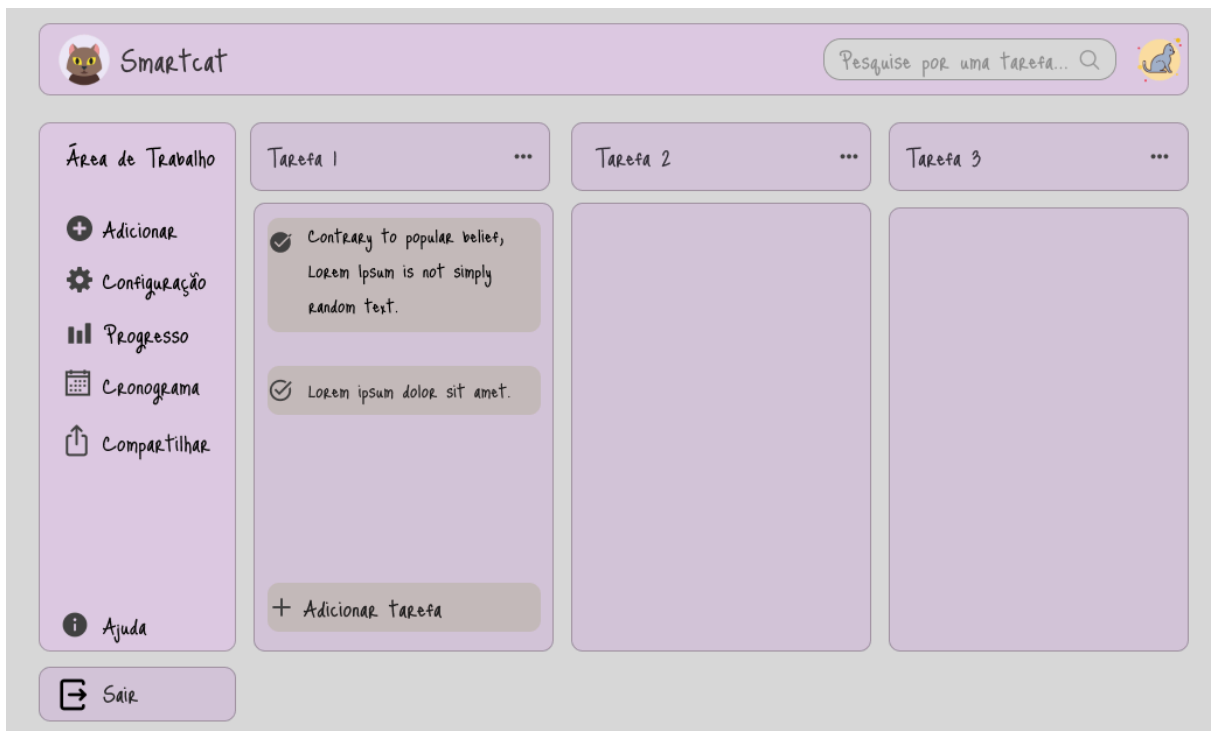 Smartcat
Pesquise por uma tarefa...
Área de Trabalho
Adicionar
Configuração
Progresso
Cronograma
Compartilhar
Ajuda
Sair
Tarefa 1
Contrary to popular belief,
Lorem Ipsum is not simply
random text.
Lorem ipsum dolor sit amet.
+ Adicionar tarefa
Tarefa 2
Tarefa 3